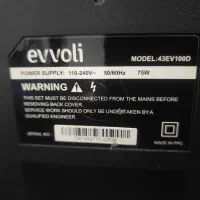 evvoli
MODEL:43EV100D
POWER SUPPLY: 110-240V~ 50/60Hz 75W
WARNING
THIS SET MUST BE DISCONNECTED FROM THE MAINS BEFORE
REMOVING BACK COVER.
SERVICE WORK SHOULD NOT BE UNDERTAKEN BY A
QUALIFIED ENGINEER.
SERIAL NO.:
MADE IN PRC